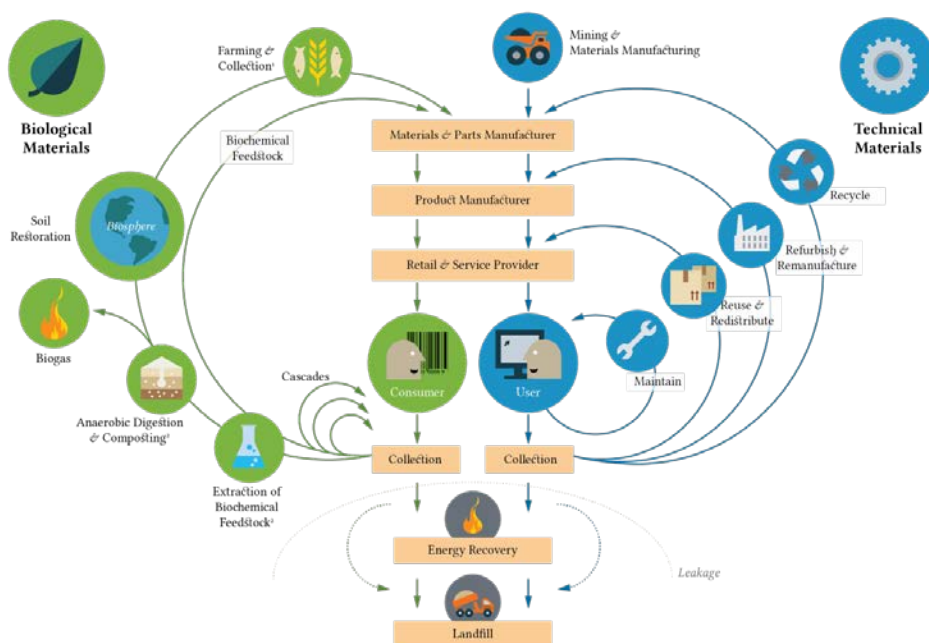 Farming &
Collection¹
Mining &
Materials Manufacturing
Biological
Materials
Technical
Materials
Biochemical
Feedstock
Materials & Parts Manufacturer
Recycle
Product Manufacturer
Soil
Restoration
Biosphere
Refurbish &
Remanufacture
Retail & Service Provider
Reuse &
Redistribute
Biogas
Cascades
Consumer
User
Maintain
Anaerobic Digestion
& Composting²
Collection
Collection
Extraction of
Biochemical
Feedstock²
Energy Recovery
Leakage
Landfill